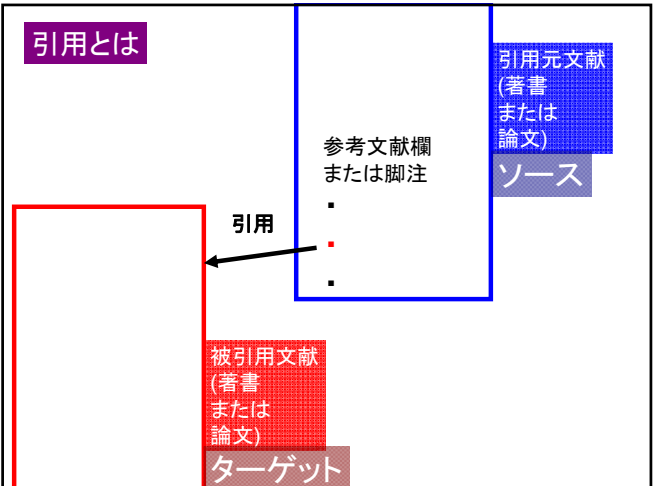 引用とは
引用元文献
(著書
または
論文)
ソース
参考文献欄
または脚注
・
・
・
引用
被引用文献
(著書
または
論文)
ターゲット